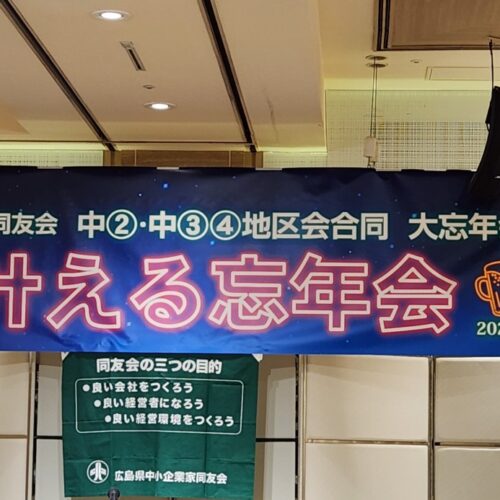 同友会 中②・中③④地区会合同 大忘年
叶える忘年会
202
同友会の三つの目的
●良い会社をつくろう
●良い経営者になろう
●良い経営環境をつくろう
広島県中小企業家同友会